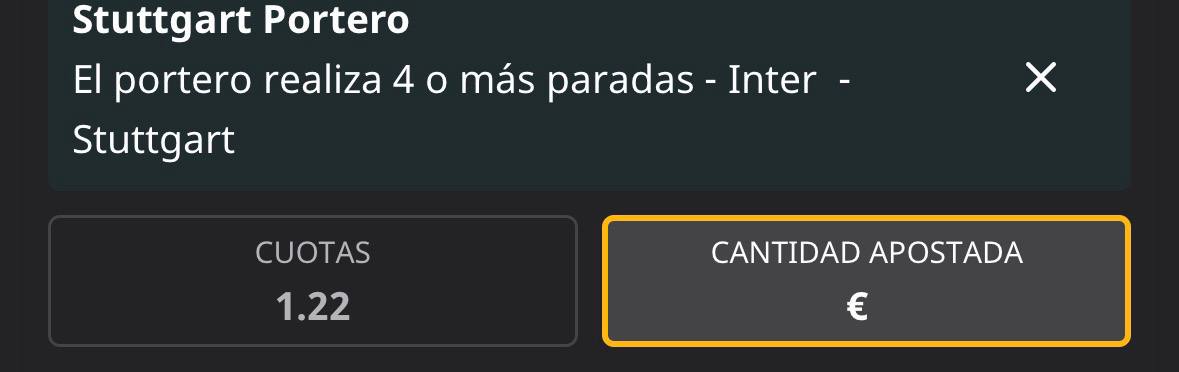 Stuttgart Portero
El portero realiza 4 o más paradas - Inter -
Stuttgart
CUOTAS
1.22
CANTIDAD APOSTADA
€